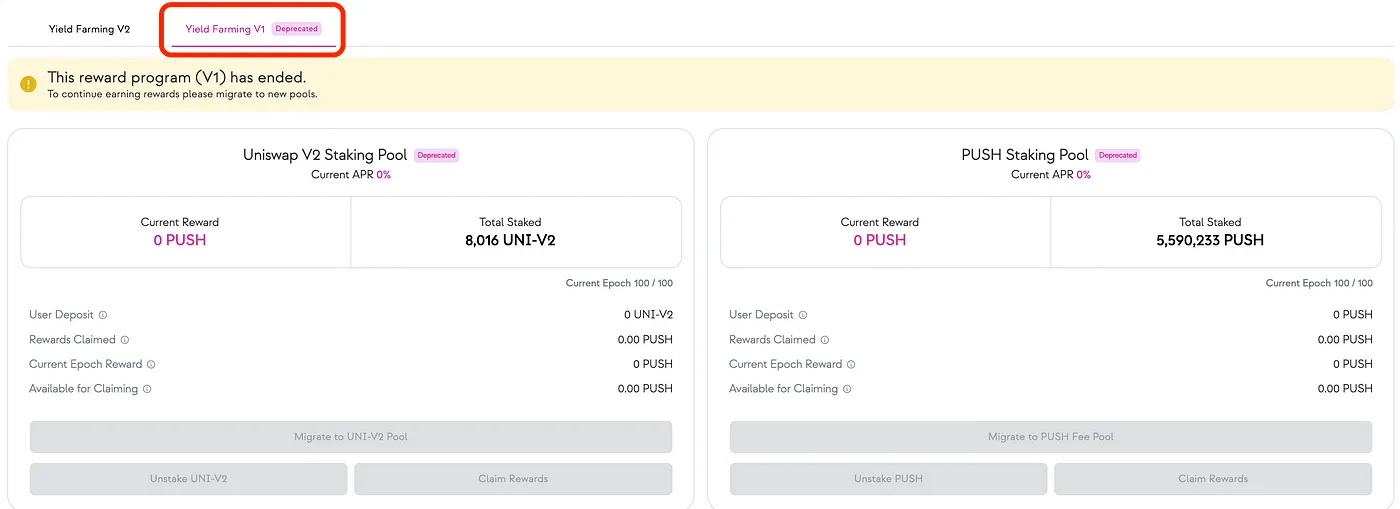 Yield Farming V2
Yield Farming V1 Deprecated
This reward program (V1) has ended.
To continue earning rewards please migrate to new pools.
Uniswap V2 Staking Pool Deprecated
Current APR 0%
Current Reward
0 PUSH
Total Staked
8,016 UNI-V2
Current Epoch 100 / 100
User Deposit 0 UNI-V2
Rewards Claimed 0.00 PUSH
Current Epoch Reward 0 PUSH
Available for Claiming 0.00 PUSH
Migrate to UNI-V2 Pool
Unstake UNI-V2
Claim Rewards
PUSH Staking Pool Deprecated
Current APR 0%
Current Reward
0 PUSH
Total Staked
5,590,233 PUSH
Current Epoch 100 / 100
User Deposit 0 PUSH
Rewards Claimed 0.00 PUSH
Current Epoch Reward 0 PUSH
Available for Claiming 0.00 PUSH
Migrate to PUSH Fee Pool
Unstake PUSH
Claim Rewards